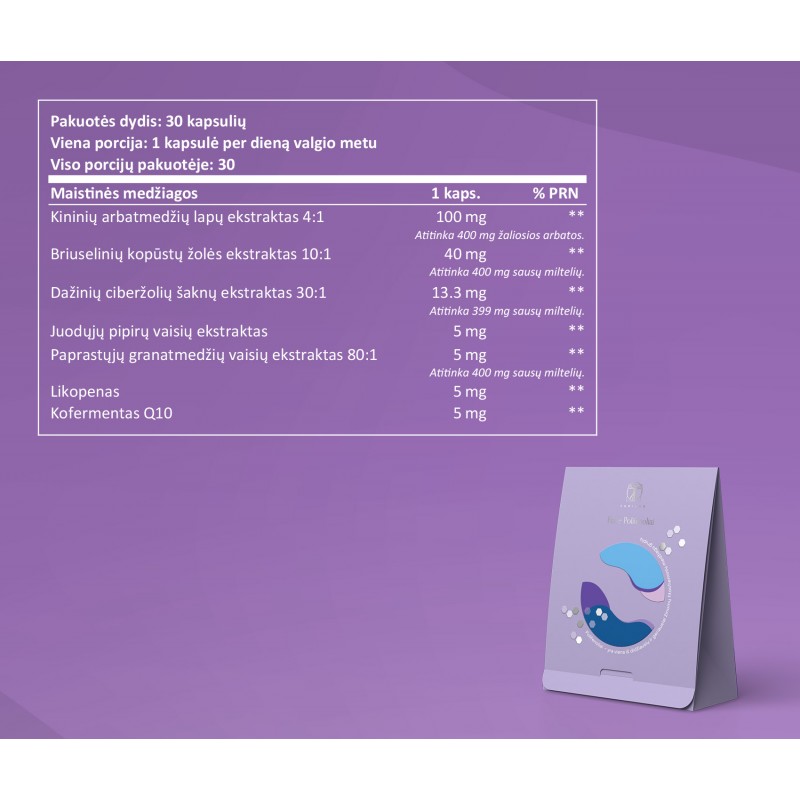 Pakuotės dydis: 30 kapsulių
Viena porcija: 1 kapsulė per dieną valgio metu
Viso porcijų pakuotėje: 30
Maistinės medžiagos 1 kaps. % PRN
Kininių arbatmedžių lapų ekstraktas 4:1 100 mg **
Atitinka 400 mg žaliosios arbatos.
Briuselinių kopūstų žolės ekstraktas 10:1 40 mg **
Atitinka 400 mg sausų miltelių.
Dažinių ciberžolių šaknų ekstraktas 30:1 13.3 mg **
Atitinka 399 mg sausų miltelių.
Juodųjų pipirų vaisių ekstraktas 5 mg **
Paprastųjų granatmedžių vaisių ekstraktas 80:1 5 mg **
Atitinka 400 mg sausų miltelių.
Likopenas 5 mg **
Kofermentas Q10 5 mg **